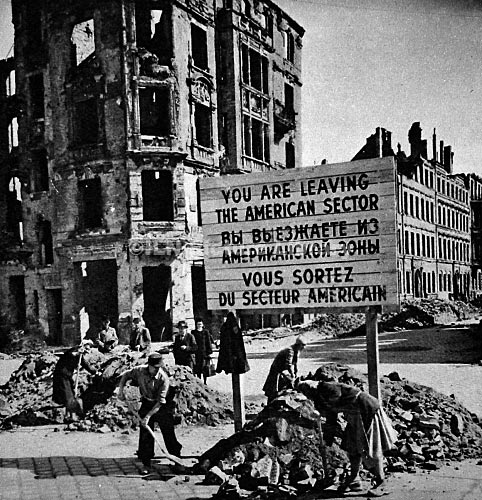 YOU ARE LEAVING
THE AMERICAN SECTOR
ВЫ ВЫЕЗЖАЕТЕ ИЗ
АМЕРИКАНСКОЙ ЗОНЫ
VOUS SORTEZ
DU SECTEUR AMÉRICAIN